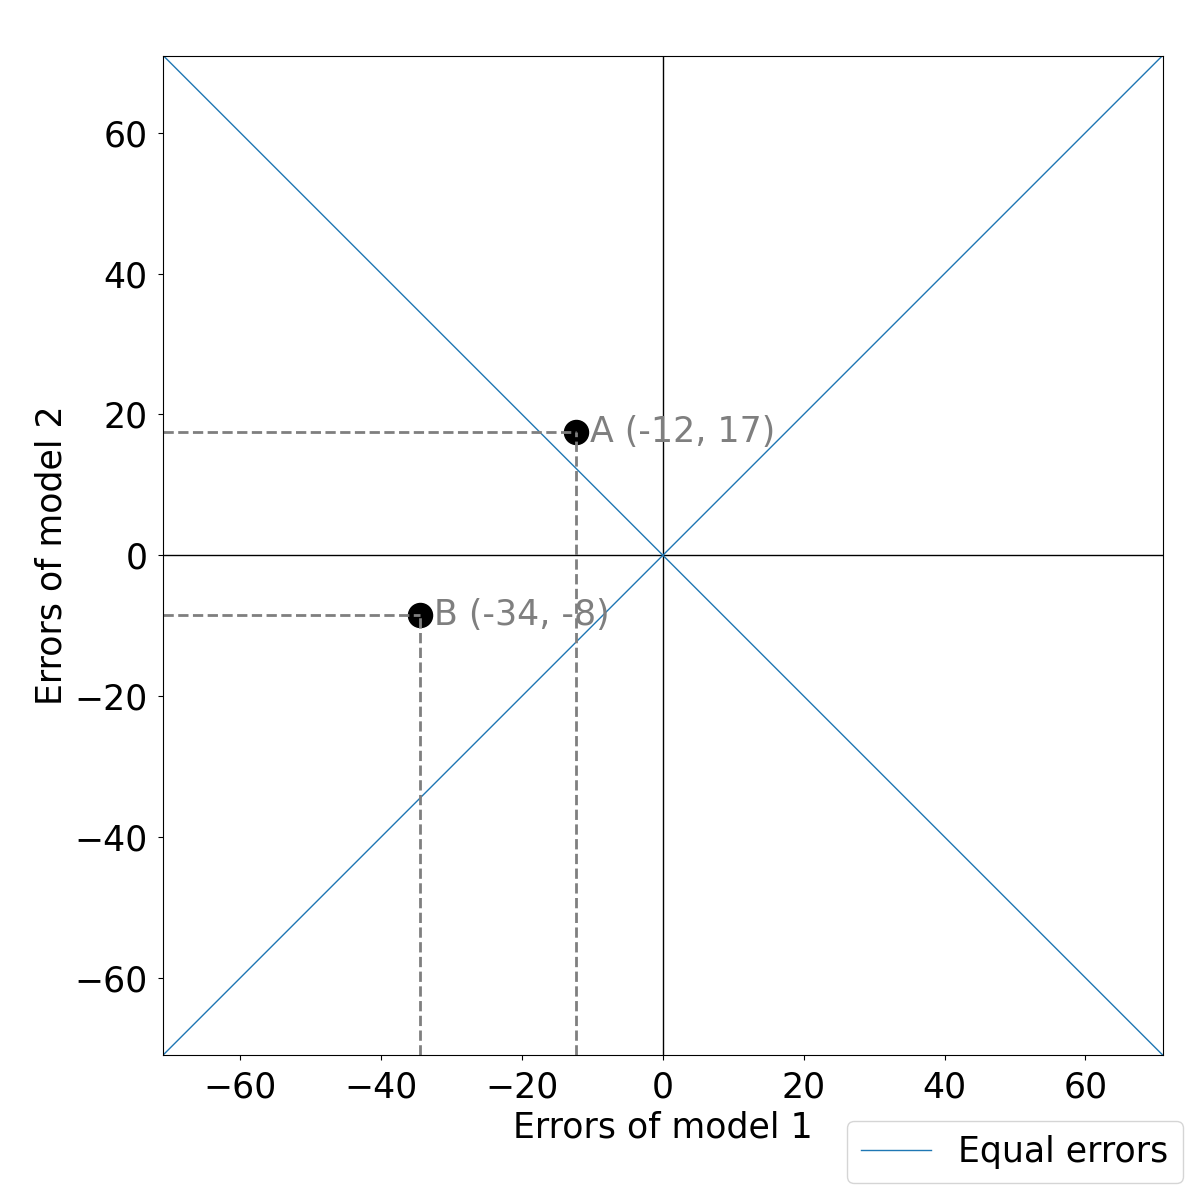 60
40
20
0
−20
−40
−60
Errors of model 2
A (-12, 17)
B (-34, -8)
−60 −40 −20 0 20 40 60
Errors of model 1
Equal errors